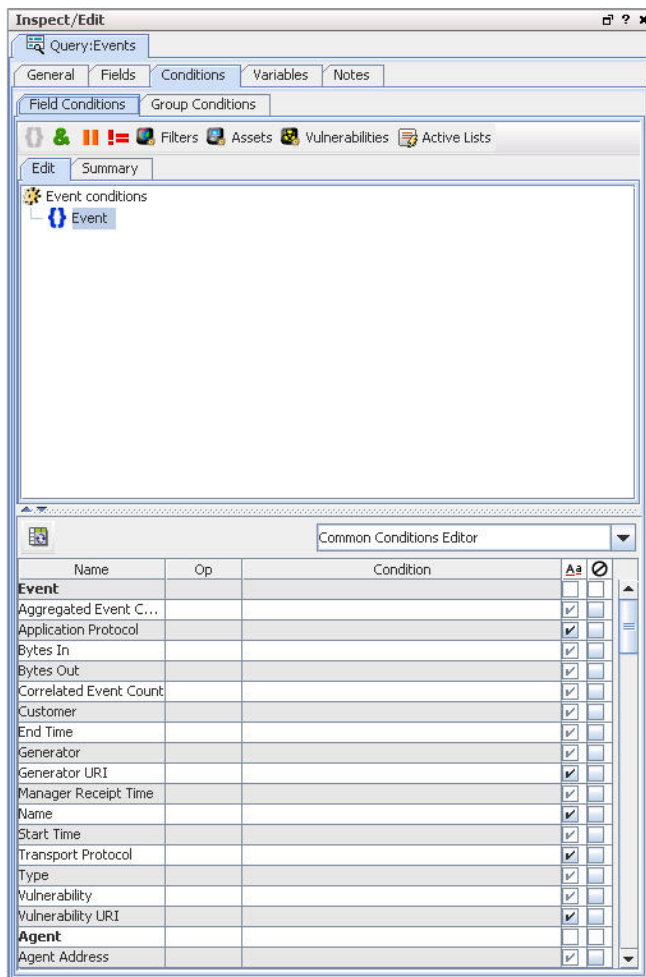 Inspect/Edit ?
Query:Events
General Fields Conditions Variables Notes
Field Conditions Group Conditions
{} & != Filters Assets Vulnerabilities Active Lists
Edit Summary
Event conditions
{} Event
Common Conditions Editor
Name Op Condition Aa
Event
Aggregated Event C...
Application Protocol
Bytes In
Bytes Out
Correlated Event Count
Customer
End Time
Generator
Generator URI
Manager Receipt Time
Name
Start Time
Transport Protocol
Type
Vulnerability
Vulnerability URI
Agent
Agent Address